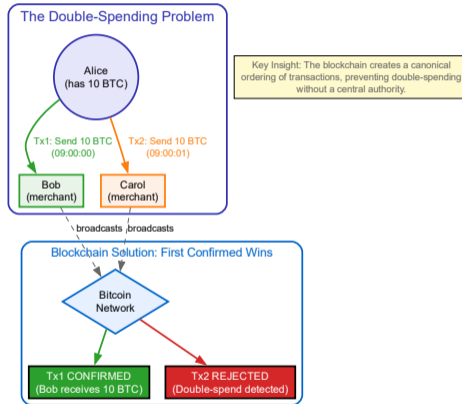 The Double-Spending Problem
Alice
(has 10 BTC)
Key Insight: The blockchain creates a canonical
ordering of transactions, preventing double-spending
without a central authority.
Tx1: Send 10 BTC
(09:00:00)
Tx2: Send 10 BTC
(09:00:01)
Bob
(merchant)
Carol
(merchant)
broadcasts
broadcasts
Blockchain Solution: First Confirmed Wins
Bitcoin
Network
Tx1 CONFIRMED
(Bob receives 10 BTC)
Tx2 REJECTED
(Double-spend detected)